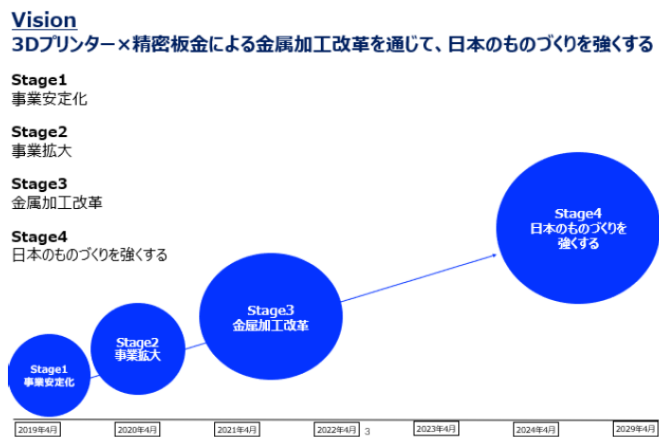 Vision
3Dプリンター×精密板金による金属加工改革を通じて、日本のものづくりを強くする
Stage1
事業安定化
Stage2
事業拡大
Stage3
金属加工改革
Stage4
日本のものづくりを強くする
Stage4
日本のものづくりを
強くする
Stage3
金属加工改革
Stage2
事業拡大
Stage1
事業安定化
2019年4月 2020年4月 2021年4月 2022年4月 3 2023年4月 2024年4月 2029年4月